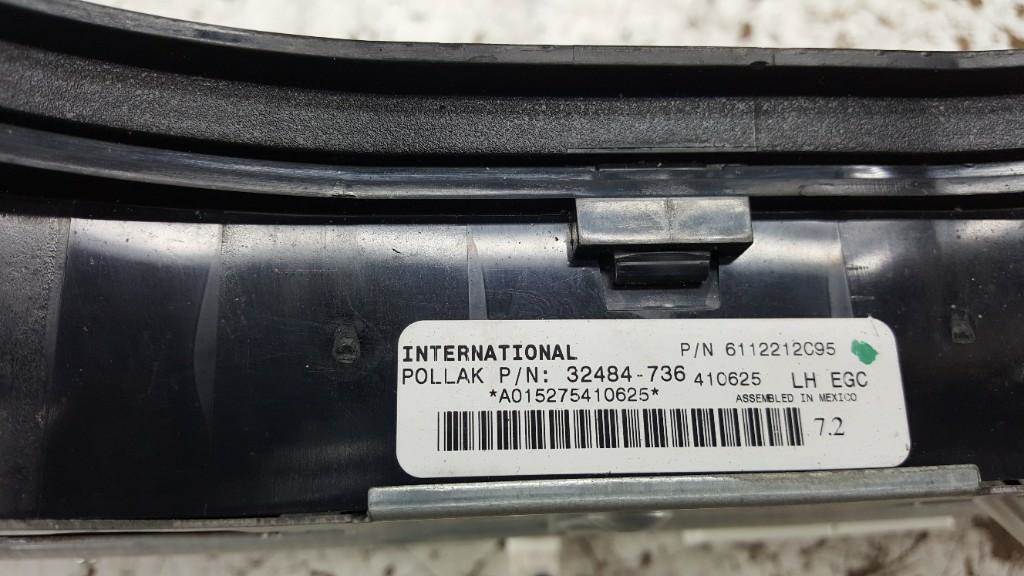 INTERNATIONAL P/N 6112212C95
POLLAK P/N: 32484-736 410625 LH EGC
*A015275410625* ASSEMBLED IN MEXICO
7.2